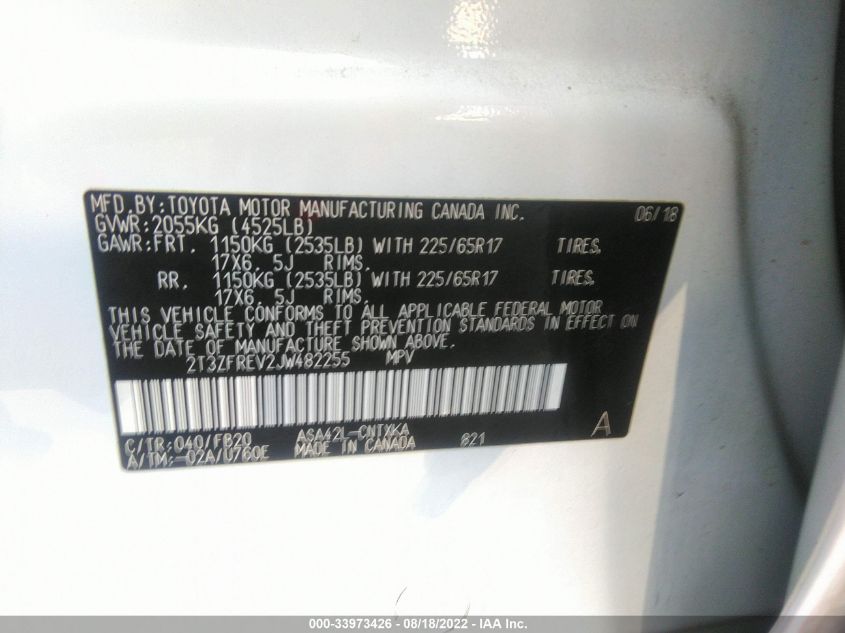 MFD.BY:TOYOTA MOTOR MANUFACTURING CANADA INC. 06/18
GVWR:2055KG (4525LB)
GAWR:FRT. 1150KG (2535LB) WITH 225/65R17 TIRES,
17X6.5J RIMS,
RR. 1150KG (2535LB) WITH 225/65R17 TIRES,
17X6.5J RIMS,
THIS VEHICLE CONFORMS TO ALL APPLICABLE FEDERAL MOTOR
VEHICLE SAFETY AND THEFT PREVENTION STANDARDS IN EFFECT ON
THE DATE OF MANUFACTURE SHOWN ABOVE.
2T3ZFREV2JW482255 MPV
C/TR:040/FB20 ASA42L-CNTXKA 821 A
A/TM:-02A/U760E MADE IN CANADA
000-33973426 - 08/18/2022 - IAA Inc.